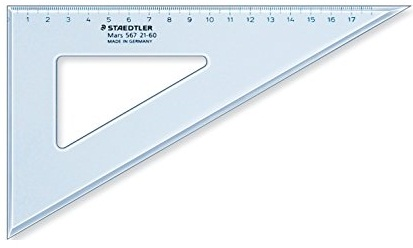 1 2 3 4 5 6 7 8 9 10 11 12 13 14 15 16 17
STAEDTLER
Mars 567 21-60
MADE IN GERMANY